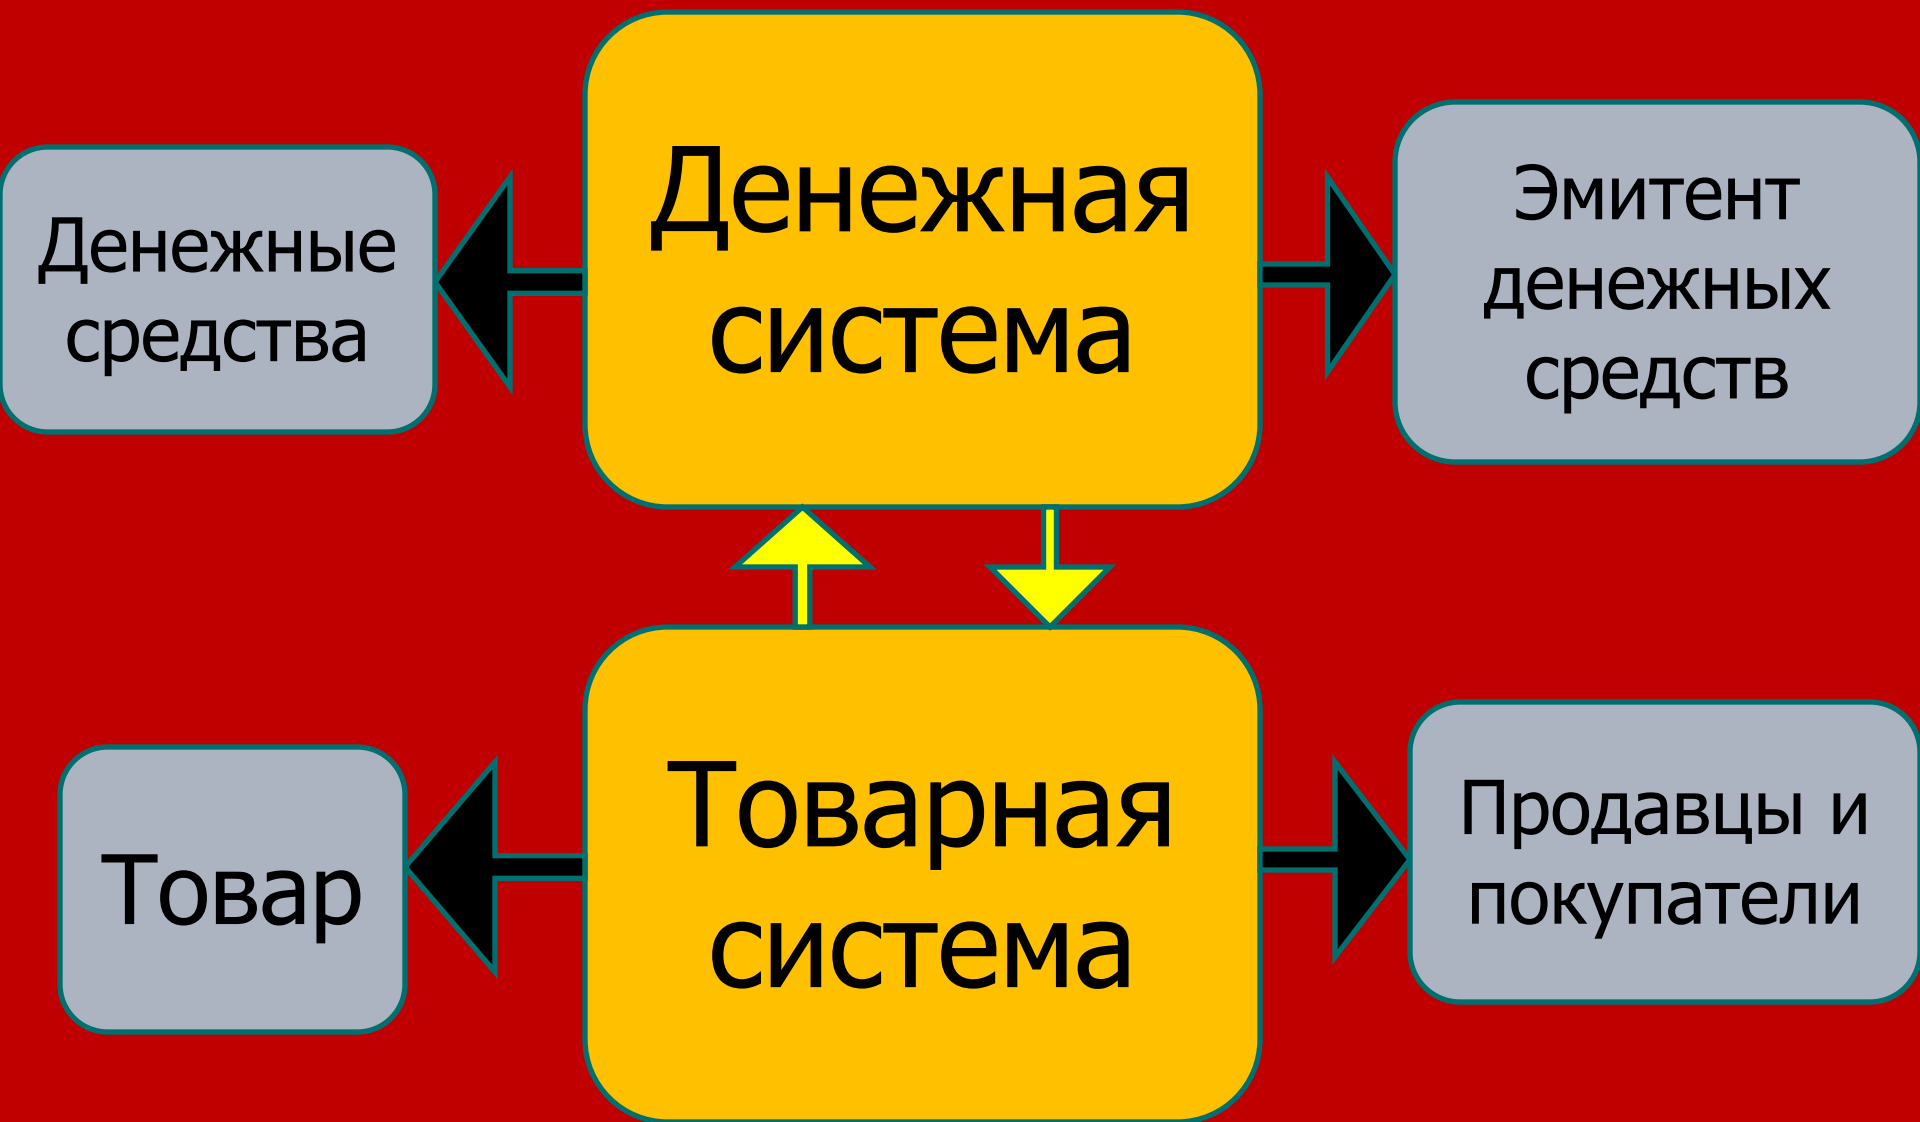 Денежная
система
Денежные
средства
Эмитент
денежных
средств
Товарная
система
Товар
Продавцы и
покупатели